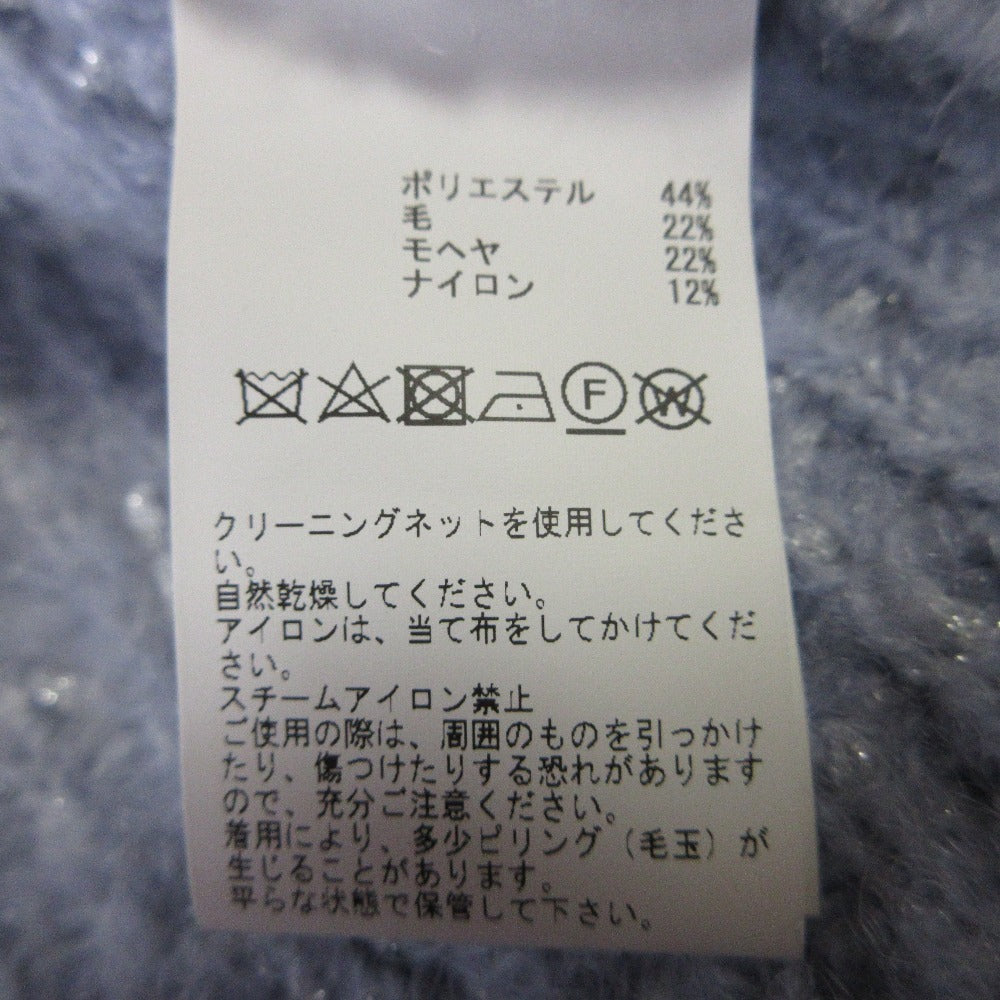 ポリエステル 44%
毛 22%
モヘヤ 22%
ナイロン 12%
F W
クリーニングネットを使用してくださ
い。
自然乾燥してください。
アイロンは、当て布をしてかけてくだ
さい。
スチームアイロン禁止
ご使用の際は、周囲のものを引っかけ
たり、傷つけたりする恐れがあります
ので、充分ご注意ください。
着用により、多少ピリング（毛玉）が
生じることがあります。
平らな状態で保管して下さい。